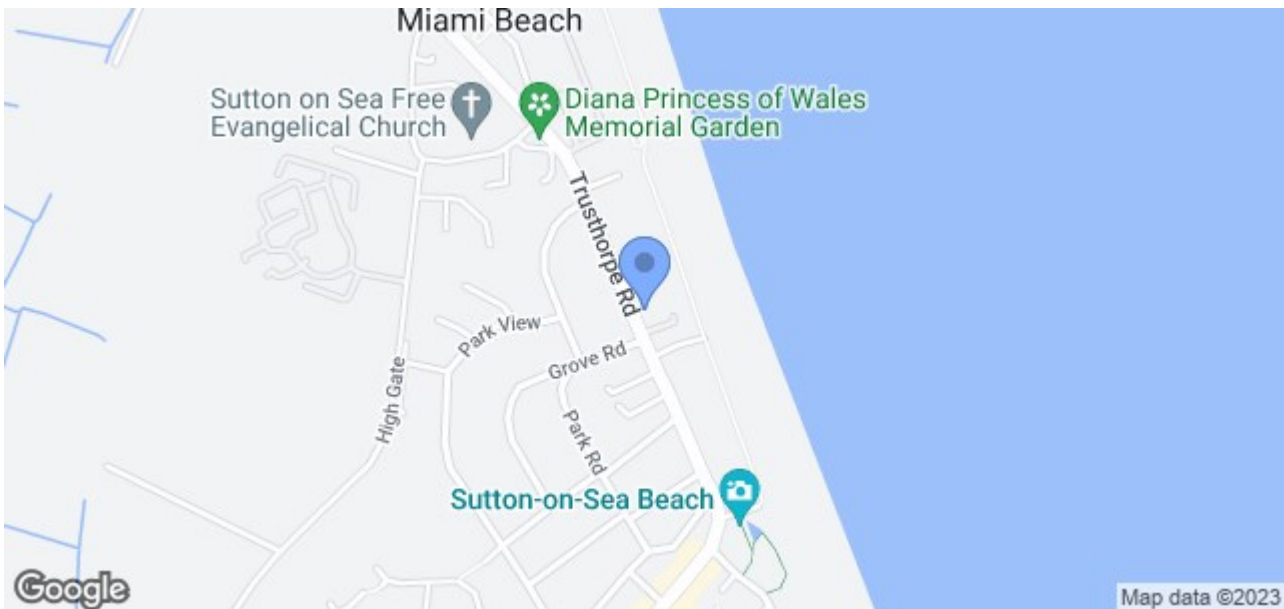 Miami Beach
Sutton on Sea Free
Evangelical Church
Diana Princess of Wales
Memorial Garden
Trusthorpe Rd
Park View
Grove Rd
High Gate
Park Rd
Sutton-on-Sea Beach
Google
Map data ©2023